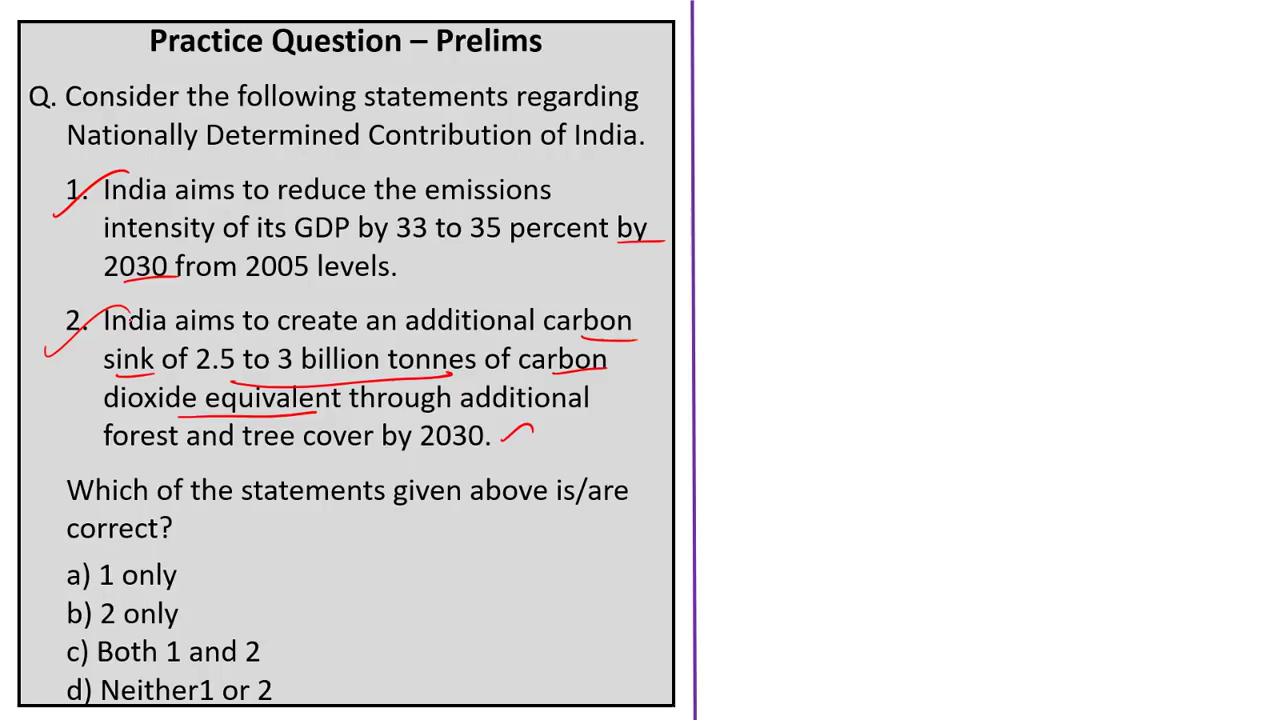 Practice Question – Prelims
Q. Consider the following statements regarding
Nationally Determined Contribution of India.
1. India aims to reduce the emissions
intensity of its GDP by 33 to 35 percent by
2030 from 2005 levels.
2. India aims to create an additional carbon
sink of 2.5 to 3 billion tonnes of carbon
dioxide equivalent through additional
forest and tree cover by 2030.
Which of the statements given above is/are
correct?
a) 1 only
b) 2 only
c) Both 1 and 2
d) Neither1 or 2